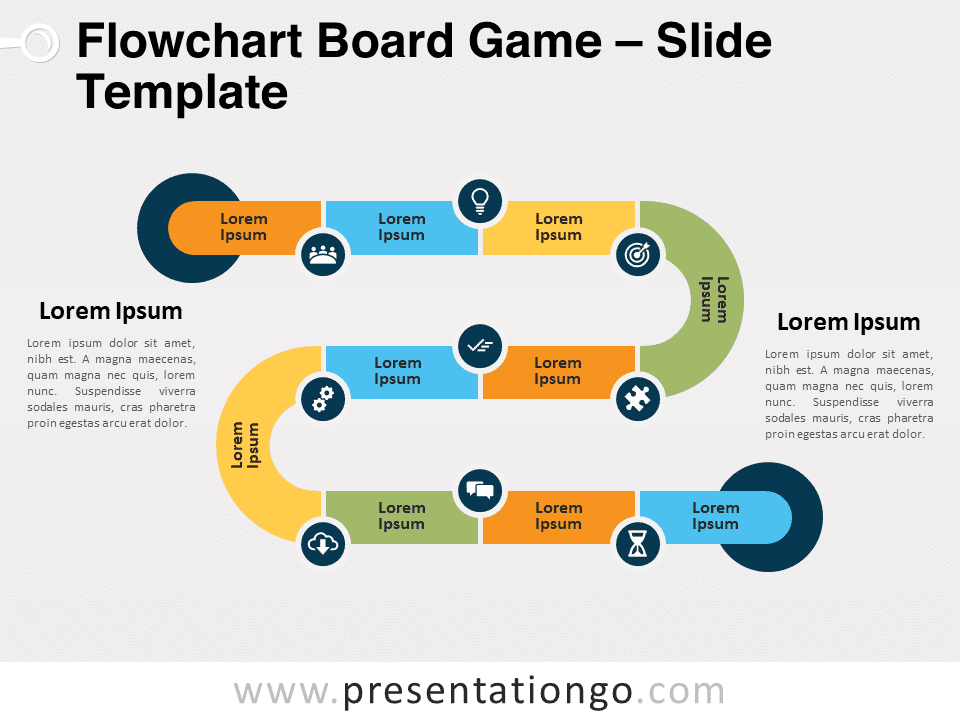 Flowchart Board Game – Slide
Template
Lorem
Ipsum
Lorem
Ipsum
Lorem
Ipsum
Lorem
Ipsum
Lorem Ipsum
Lorem ipsum dolor sit amet,
nibh est. A magna maecenas,
quam magna nec quis, lorem
nunc. Suspendisse viverra
sodales mauris, cras pharetra
proin egestas arcu erat dolor.
Lorem
Ipsum
Lorem
Ipsum
Lorem Ipsum
Lorem ipsum dolor sit amet,
nibh est. A magna maecenas,
quam magna nec quis, lorem
nunc. Suspendisse viverra
sodales mauris, cras pharetra
proin egestas arcu erat dolor.
Lorem
Ipsum
Lorem
Ipsum
Lorem
Ipsum
Lorem
Ipsum
www.presentationgo.com